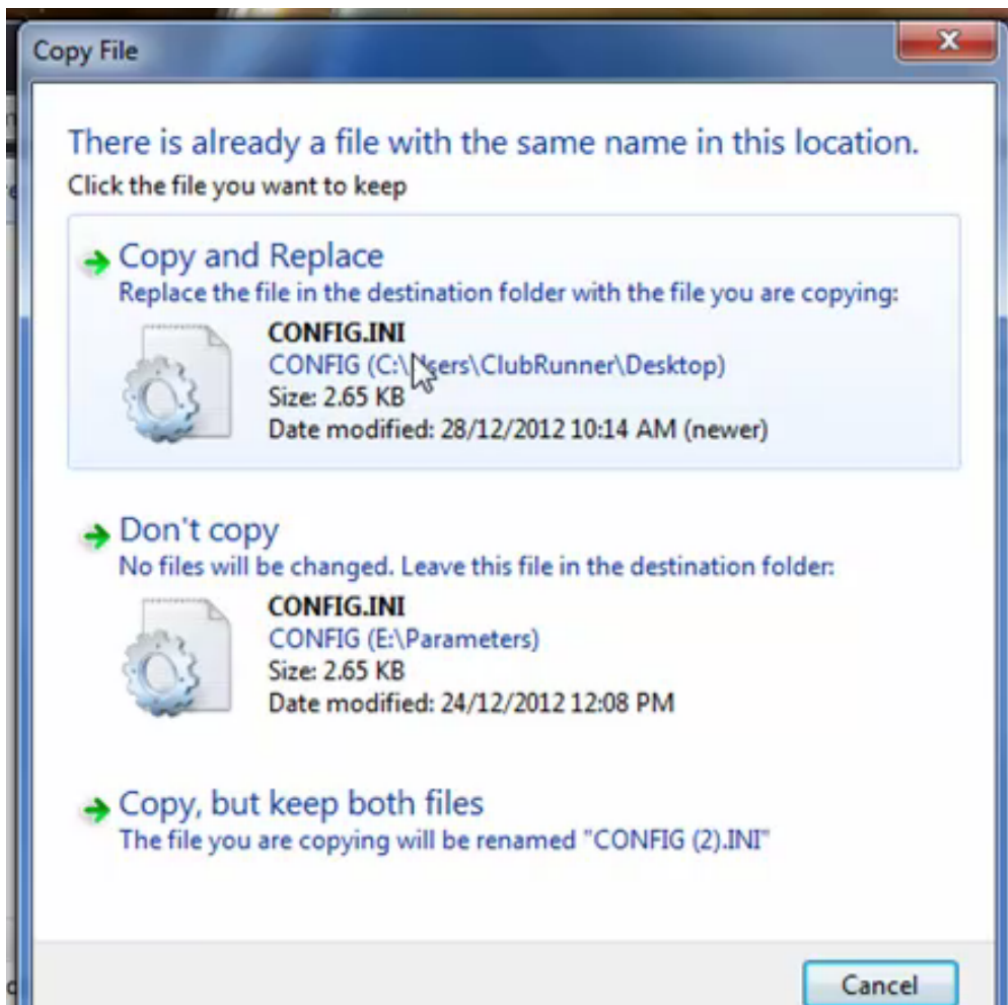 Copy File
There is already a file with the same name in this location.
Click the file you want to keep
Copy and Replace
Replace the file in the destination folder with the file you are copying:
CONFIG.INI
CONFIG (C:\Users\ClubRunner\Desktop)
Size: 2.65 KB
Date modified: 28/12/2012 10:14 AM (newer)
Don't copy
No files will be changed. Leave this file in the destination folder:
CONFIG.INI
CONFIG (E:\Parameters)
Size: 2.65 KB
Date modified: 24/12/2012 12:08 PM
Copy, but keep both files
The file you are copying will be renamed "CONFIG (2).INI"
Cancel